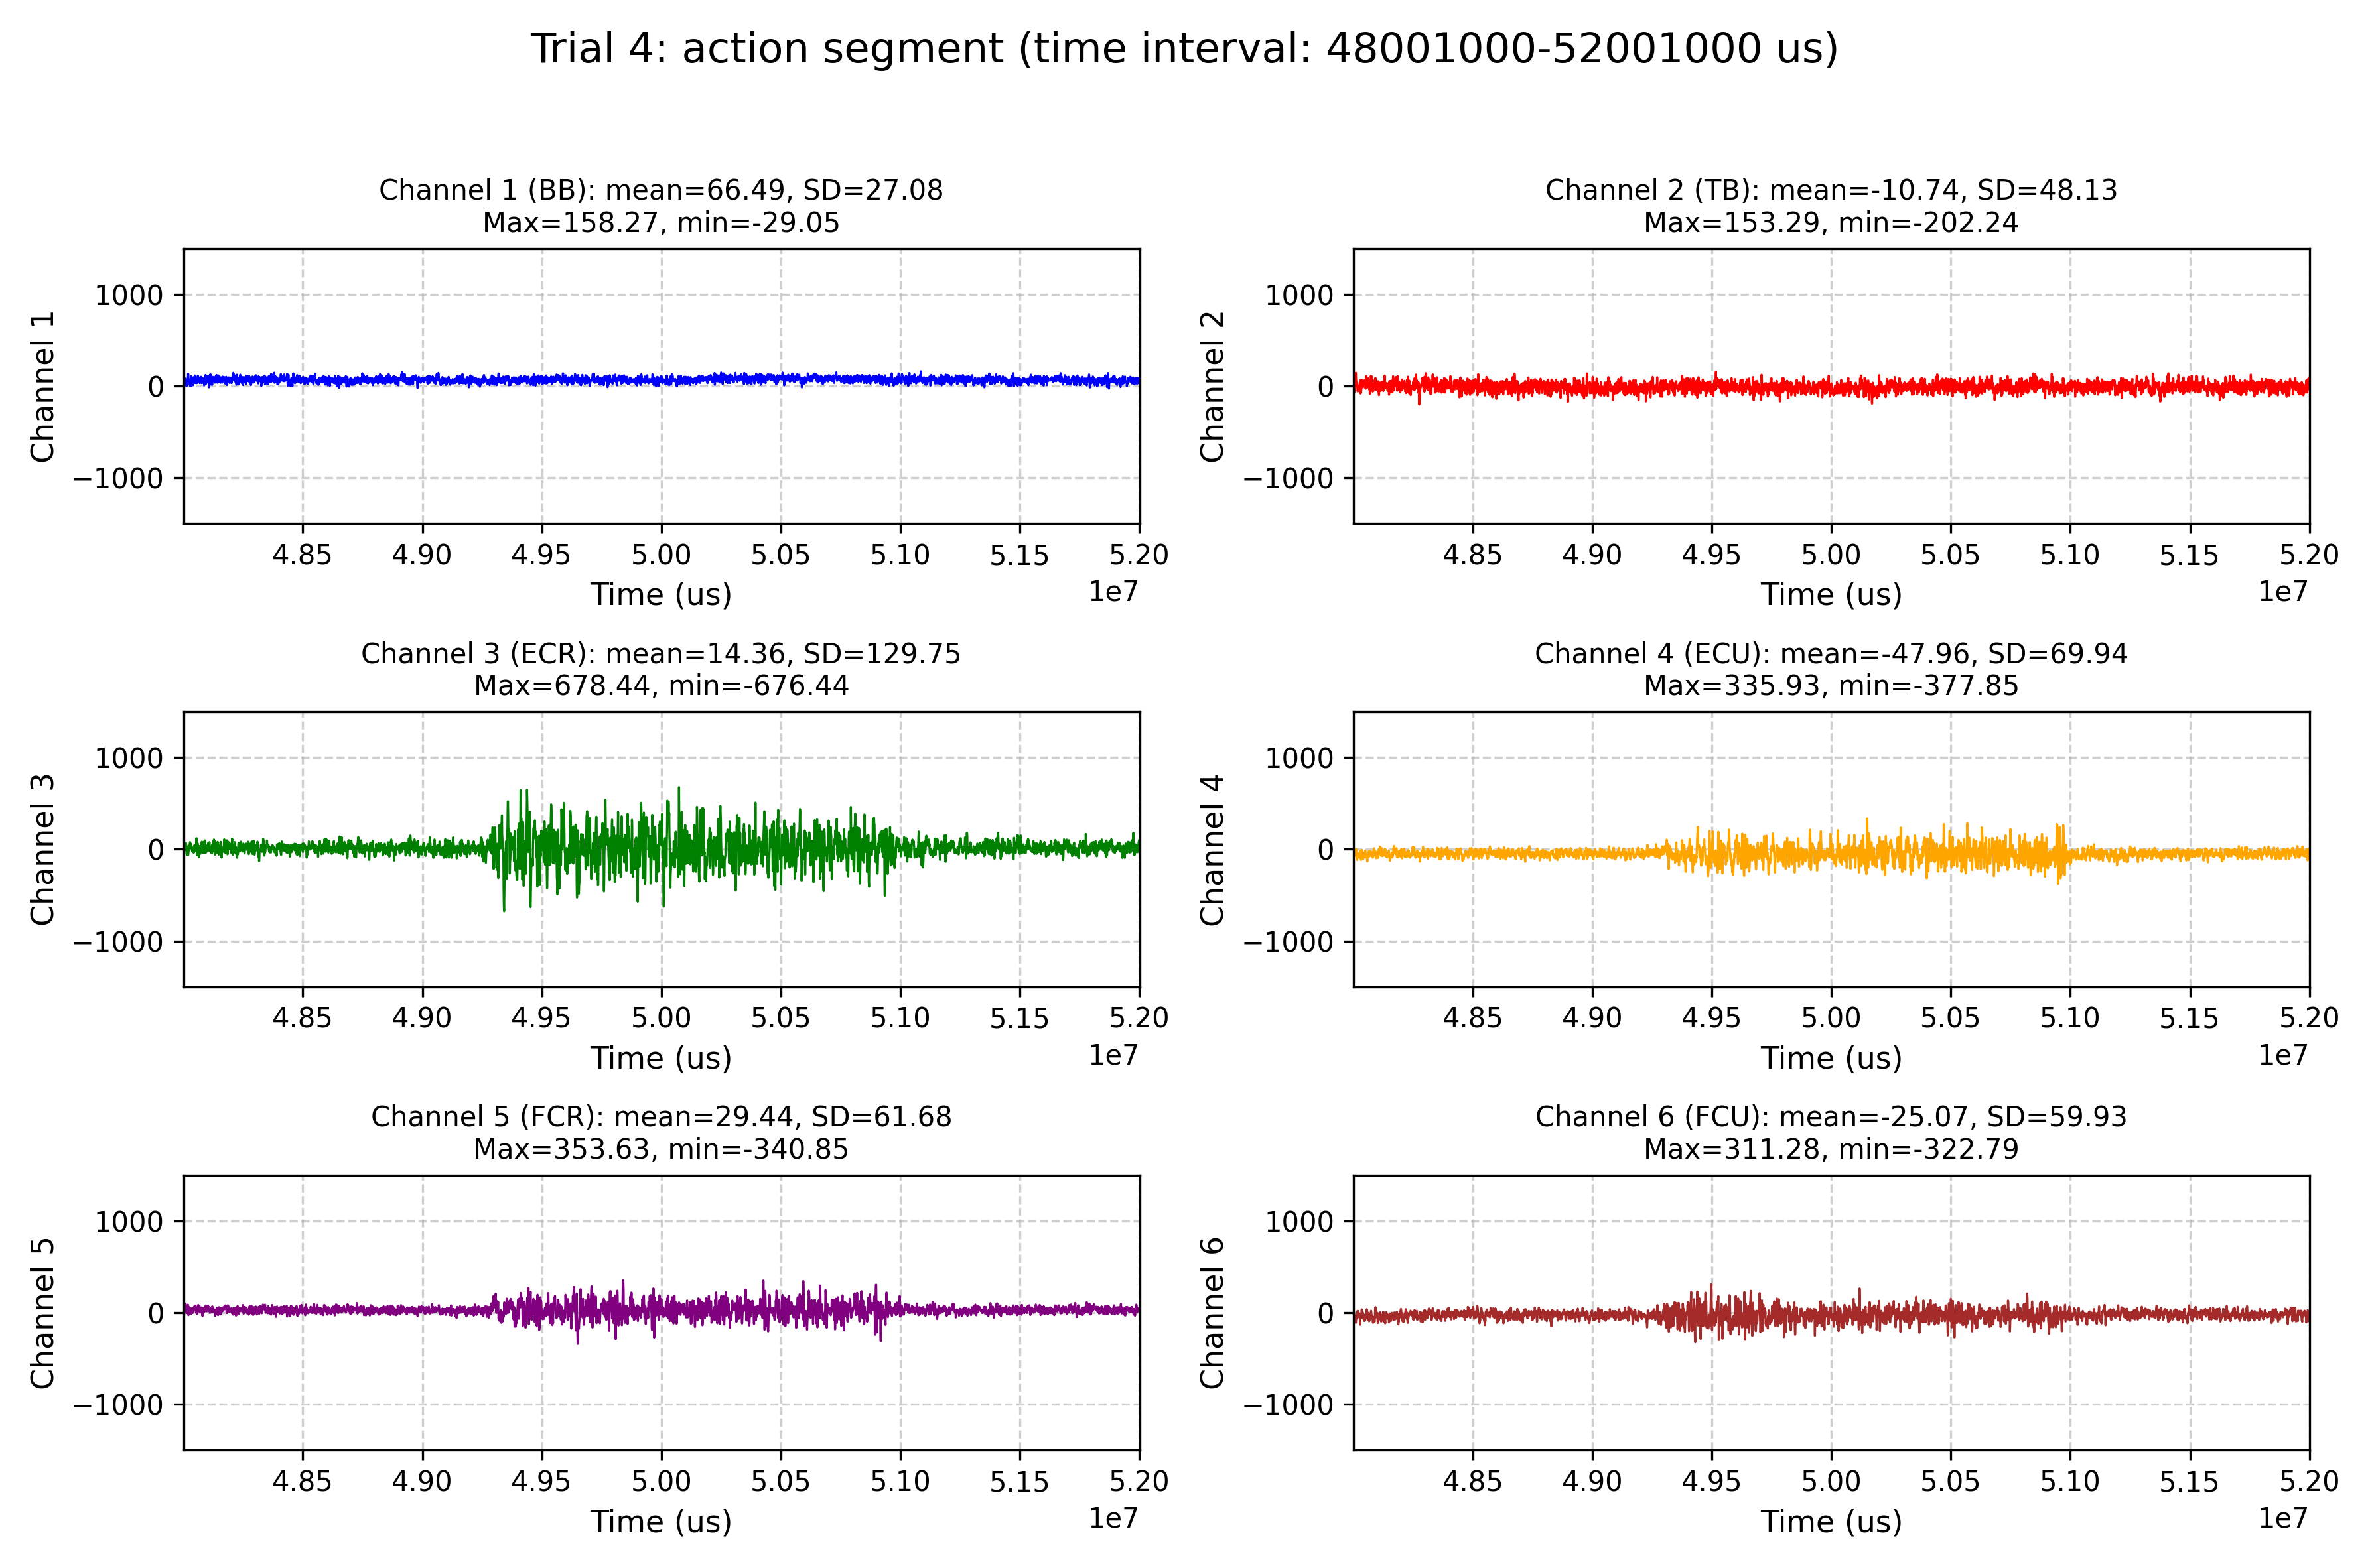 Trial 4: action segment (time interval: 48001000-52001000 us)
Channel 1 (BB): mean=66.49, SD=27.08
Max=158.27, min=-29.05
Channel 1
1000
0
−1000
4.85 4.90 4.95 5.00 5.05 5.10 5.15 5.20
Time (us)
1e7
Channel 2 (TB): mean=-10.74, SD=48.13
Max=153.29, min=-202.24
Channel 2
1000
0
−1000
4.85 4.90 4.95 5.00 5.05 5.10 5.15 5.20
Time (us)
1e7
Channel 3 (ECR): mean=14.36, SD=129.75
Max=678.44, min=-676.44
Channel 3
1000
0
−1000
4.85 4.90 4.95 5.00 5.05 5.10 5.15 5.20
Time (us)
1e7
Channel 4 (ECU): mean=-47.96, SD=69.94
Max=335.93, min=-377.85
Channel 4
1000
0
−1000
4.85 4.90 4.95 5.00 5.05 5.10 5.15 5.20
Time (us)
1e7
Channel 5 (FCR): mean=29.44, SD=61.68
Max=353.63, min=-340.85
Channel 5
1000
0
−1000
4.85 4.90 4.95 5.00 5.05 5.10 5.15 5.20
Time (us)
1e7
Channel 6 (FCU): mean=-25.07, SD=59.93
Max=311.28, min=-322.79
Channel 6
1000
0
−1000
4.85 4.90 4.95 5.00 5.05 5.10 5.15 5.20
Time (us)
1e7